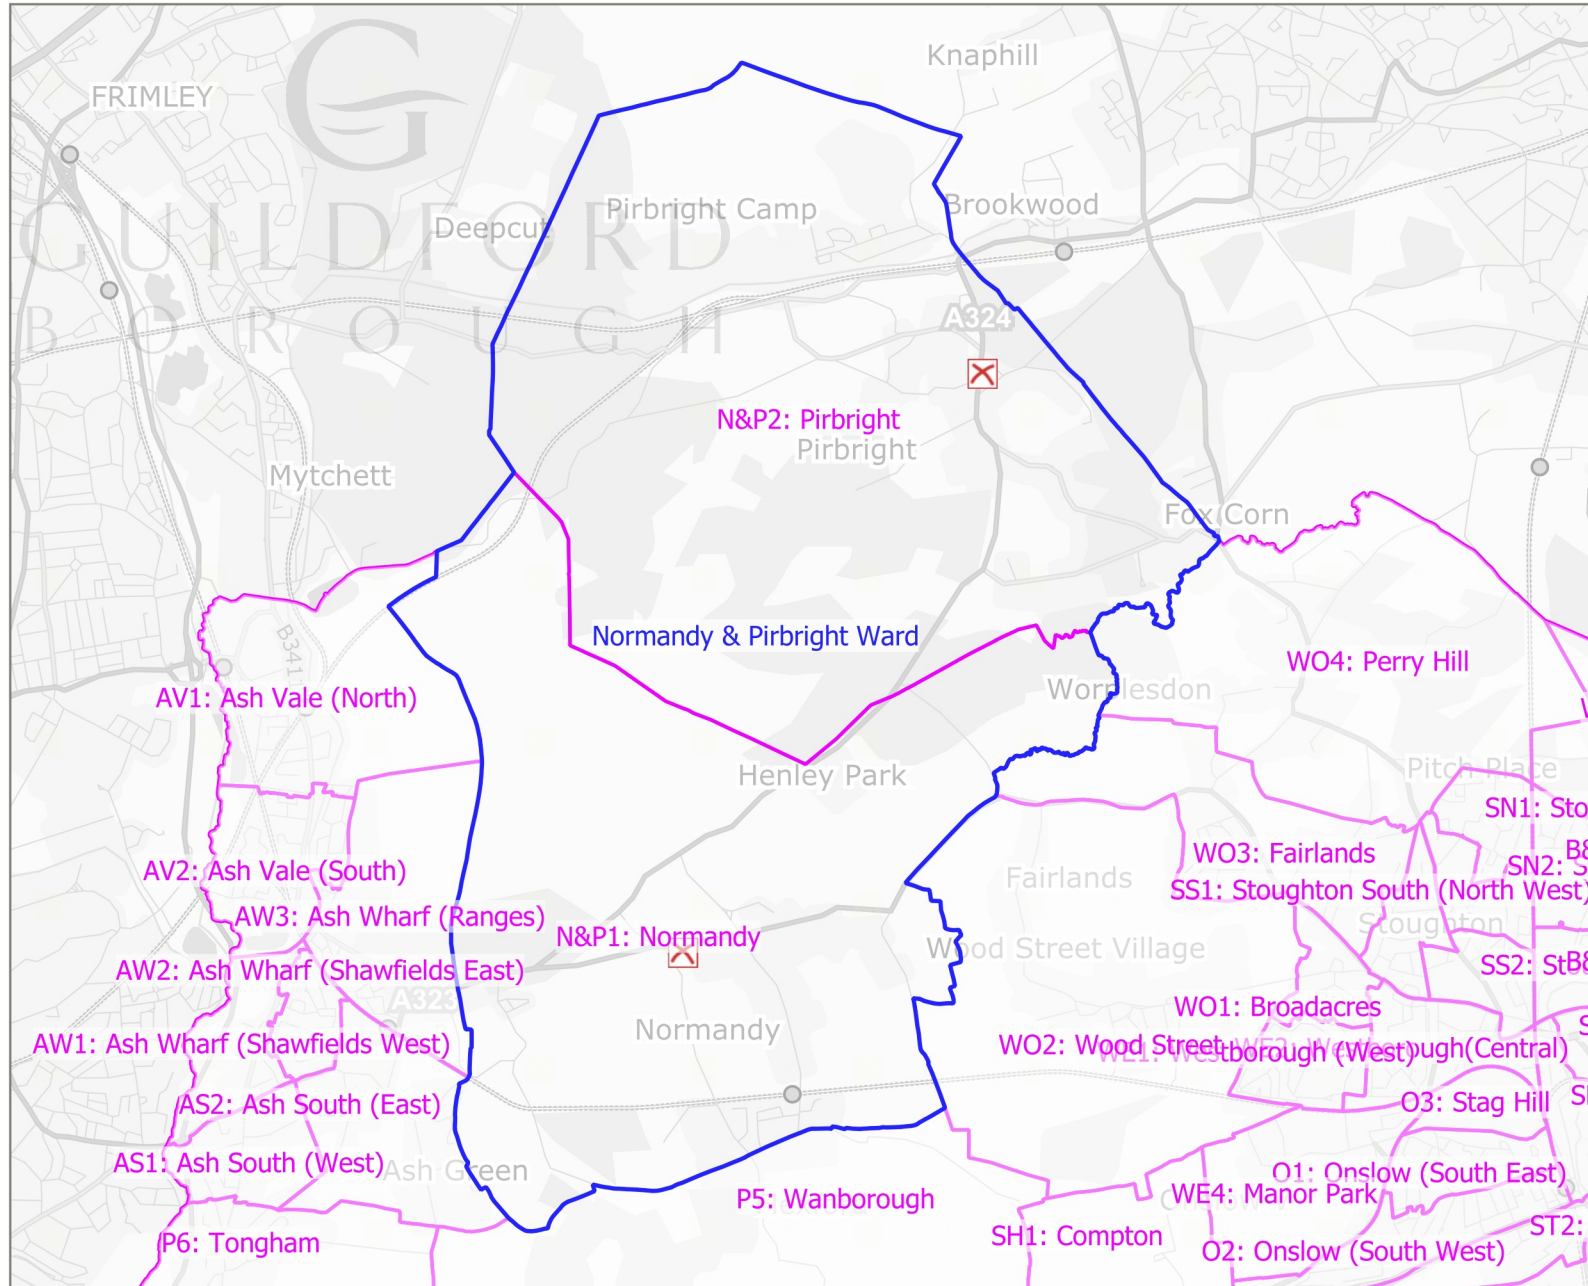 Knaphill
FRIMLEY
G
GUILDFORD
BOROUGH
Pirbright Camp
Brookwood
Deepcut
A324
N&P2: Pirbright
Pirbright
Mytchett
Fox Corn
B341
Normandy & Pirbright Ward
WO4: Perry Hill
AV1: Ash Vale (North)
Worplesdon
Henley Park
Pitch Place
SN1: Sto
WO3: Fairlands
AV2: Ash Vale (South)
Fairlands
SN2: S
SS1: Stoughton South (North West)
AW3: Ash Wharf (Ranges)
Stoughton
N&P1: Normandy
Wood Street Village
AW2: Ash Wharf (Shawfields East)
SS2: St
A323
WO1: Broadacres
Normandy
AW1: Ash Wharf (Shawfields West)
WO2: Wood Street
AS2: Ash South (East)
O3: Stag Hill
AS1: Ash South (West)
Ash Green
O1: Onslow (South East)
P5: Wanborough
WE4: Manor Park
SH1: Compton
ST2:
P6: Tongham
O2: Onslow (South West)